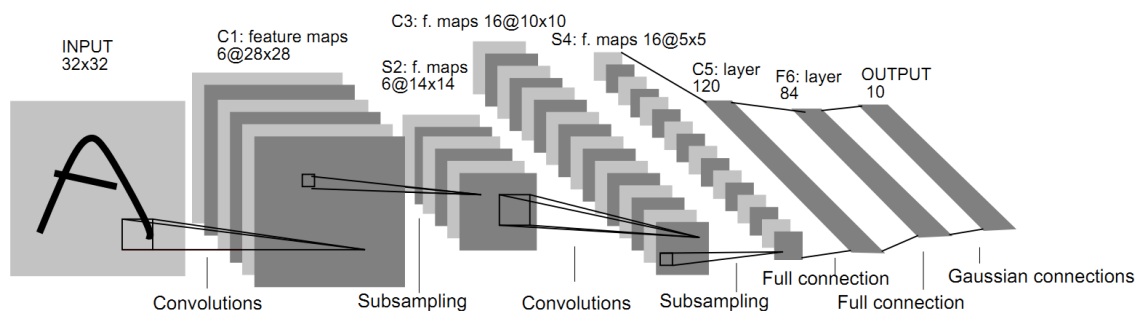 INPUT
32x32
C1: feature maps
6@28x28
S2: f. maps
6@14x14
C3: f. maps 16@10x10
S4: f. maps 16@5x5
C5: layer
120
F6: layer
84
OUTPUT
10
Convolutions
Subsampling
Convolutions
Subsampling
Full connection
Full connection
Gaussian connections
A